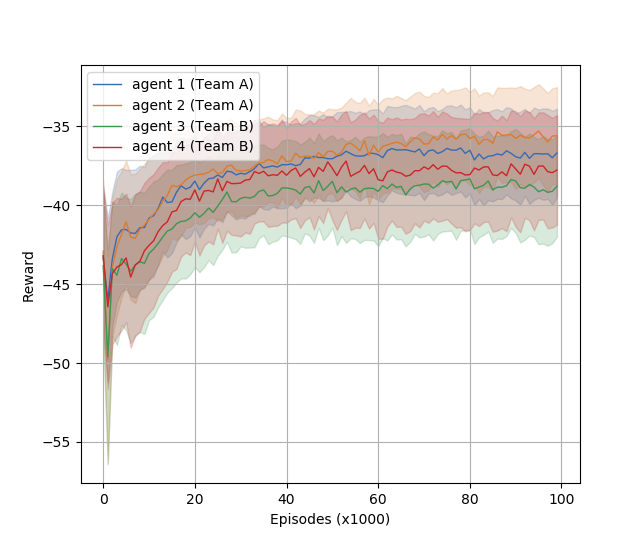 agent 1 (Team A)
agent 2 (Team A)
agent 3 (Team B)
agent 4 (Team B)
−35
−40
−45
−50
−55
Reward
0 20 40 60 80 100
Episodes (x1000)